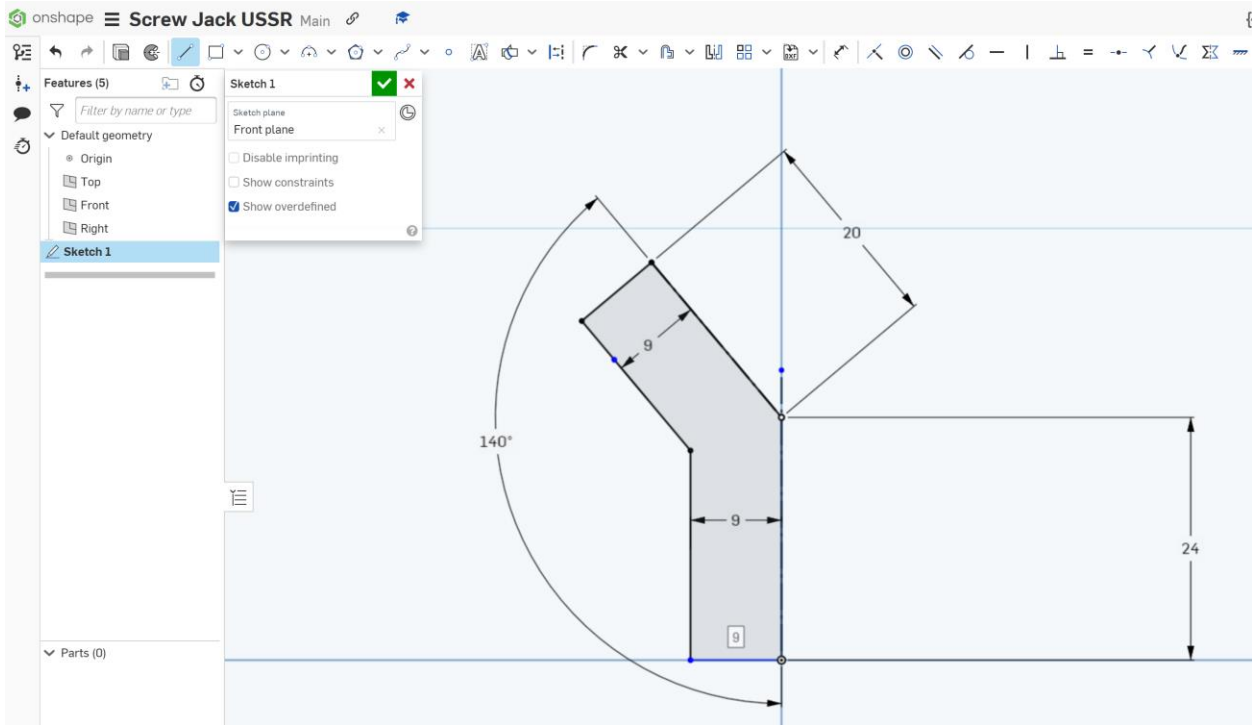 onshape Screw Jack USSR Main
Features (5)
Filter by name or type
Default geometry
Origin
Top
Front
Right
Sketch 1
Parts (0)
Sketch 1
Sketch plane
Front plane
Disable imprinting
Show constraints
Show overdefined
20
9
140°
9
24
9